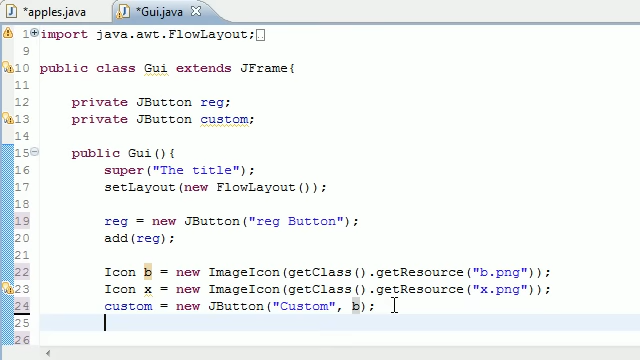 *apples.java *Gui.java
1 import java.awt.FlowLayout;
9
10 public class Gui extends JFrame{
11
12 private JButton reg;
13 private JButton custom;
14
15 public Gui(){
16 super("The title");
17 setLayout(new FlowLayout());
18
19 reg = new JButton("reg Button");
20 add(reg);
21
22 Icon b = new ImageIcon(getClass().getResource("b.png"));
23 Icon x = new ImageIcon(getClass().getResource("x.png"));
24 custom = new JButton("Custom", b);
25
26